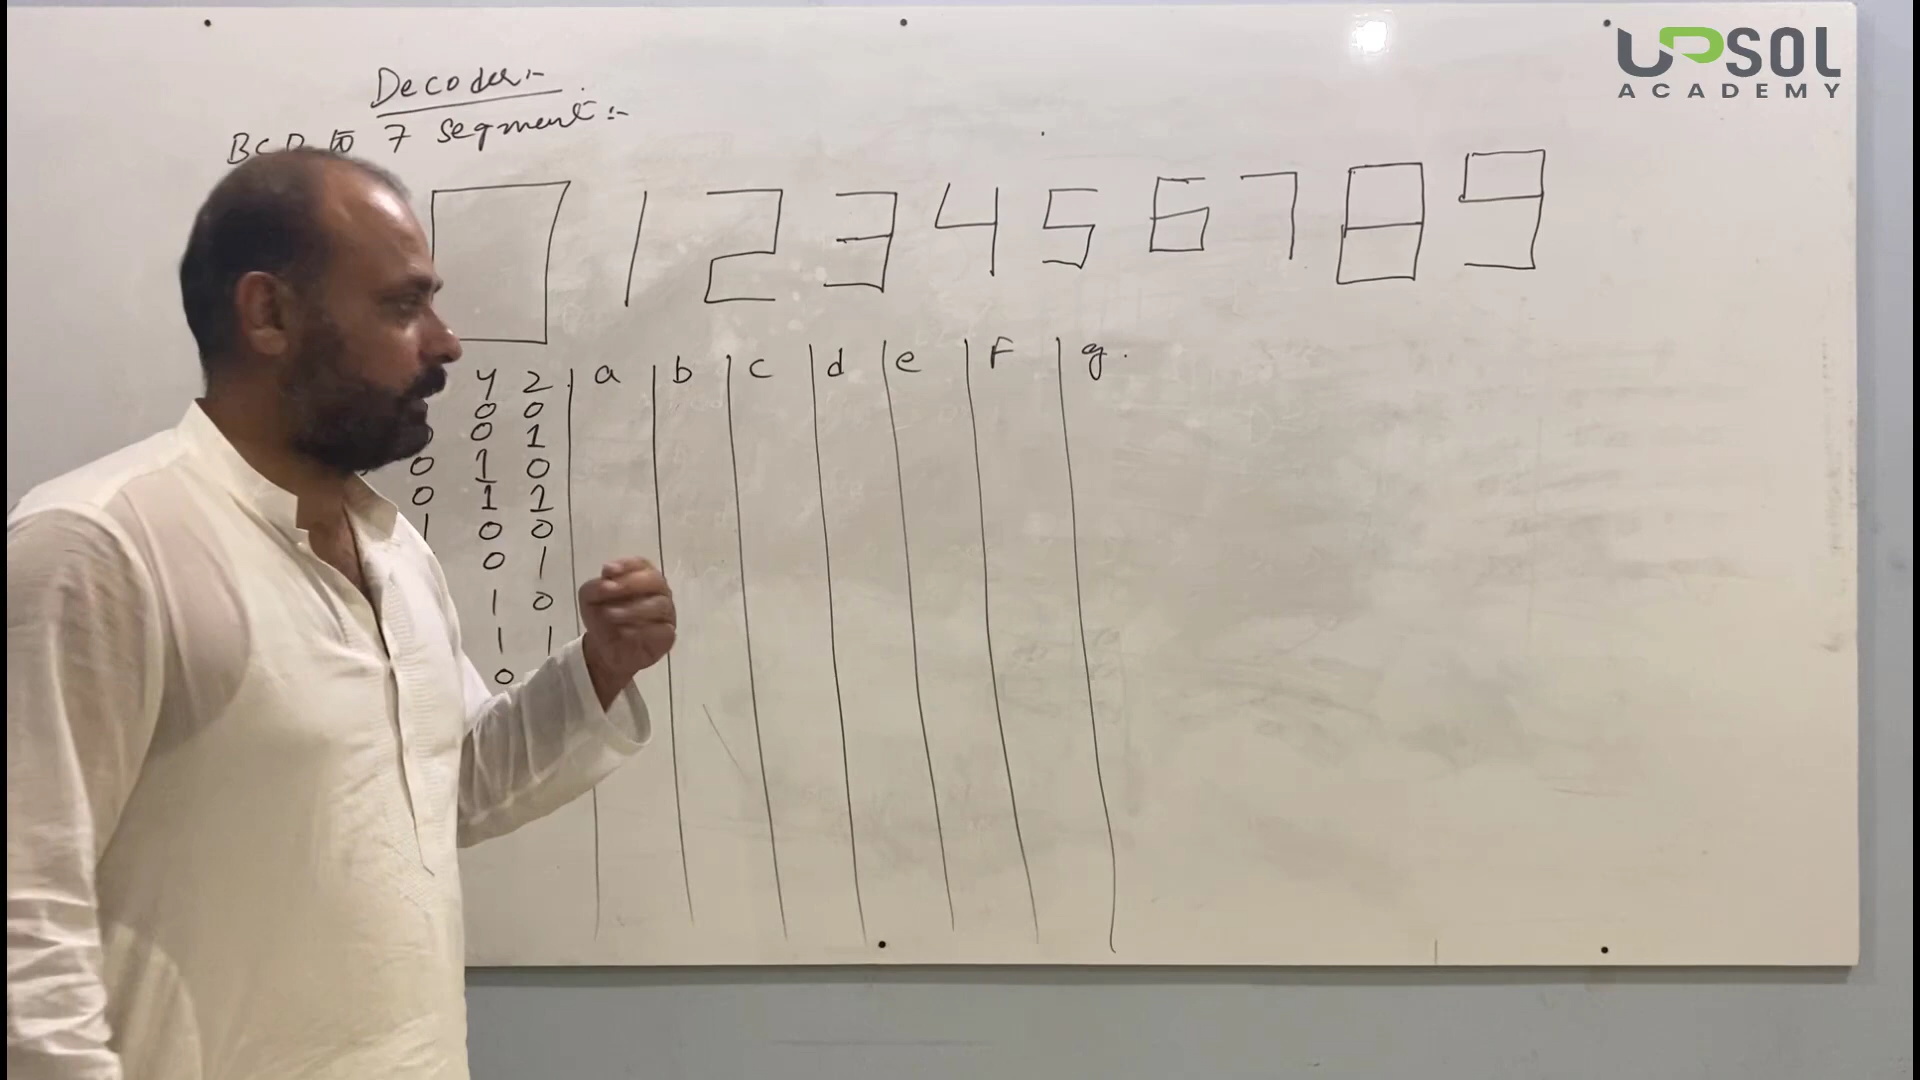 UPSOL
ACADEMY
Decoder:-
BCD to 7 segment:-
0 1 2 3 4 5 6 7 8 9
y z a b c d e F g
0 0
0 1
0 1 0
0 1 1
1 0 0
0 1
1 0
1 1
0